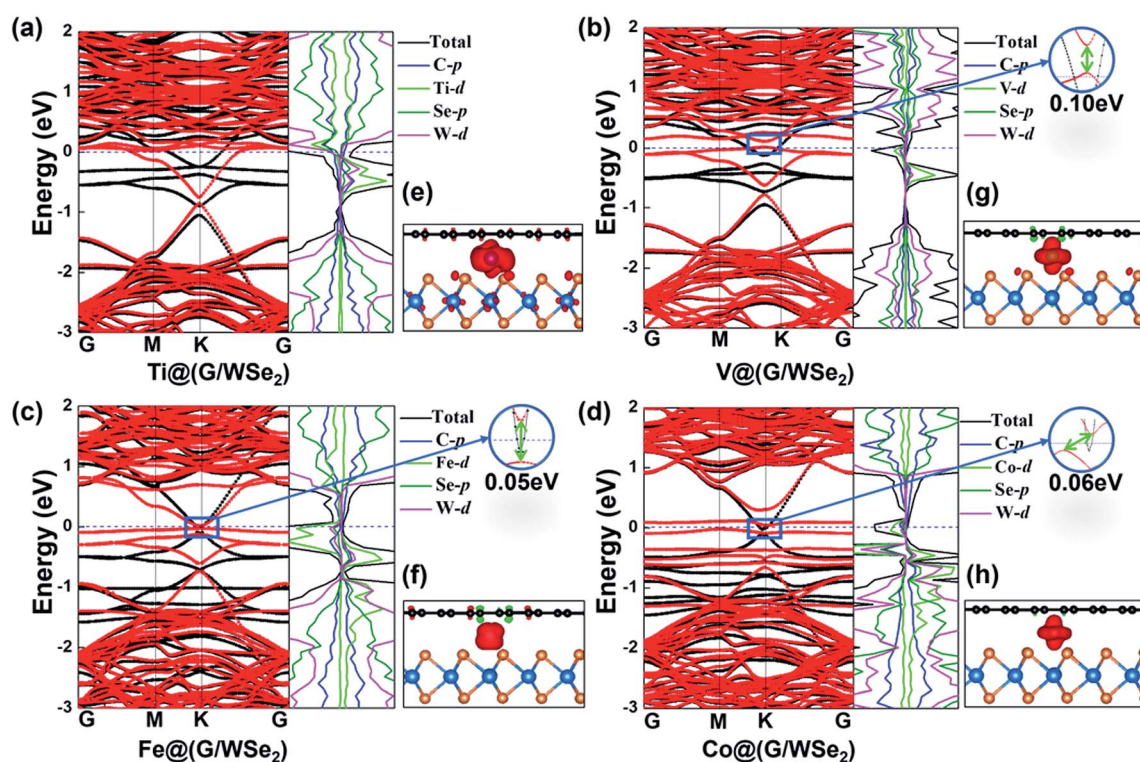 (a)
Energy (eV)
2
1
0
-1
-2
-3
G M K G
Ti@(G/WSe₂)
Total
C-p
Ti-d
Se-p
W-d
(e)
(b)
Energy (eV)
2
1
0
-1
-2
-3
G M K G
V@(G/WSe₂)
Total
C-p
V-d
Se-p
W-d
0.10eV
(g)
(c)
Energy (eV)
2
1
0
-1
-2
-3
G M K G
Fe@(G/WSe₂)
Total
C-p
Fe-d
Se-p
W-d
0.05eV
(f)
(d)
Energy (eV)
2
1
0
-1
-2
-3
G M K G
Co@(G/WSe₂)
Total
C-p
Co-d
Se-p
W-d
0.06eV
(h)